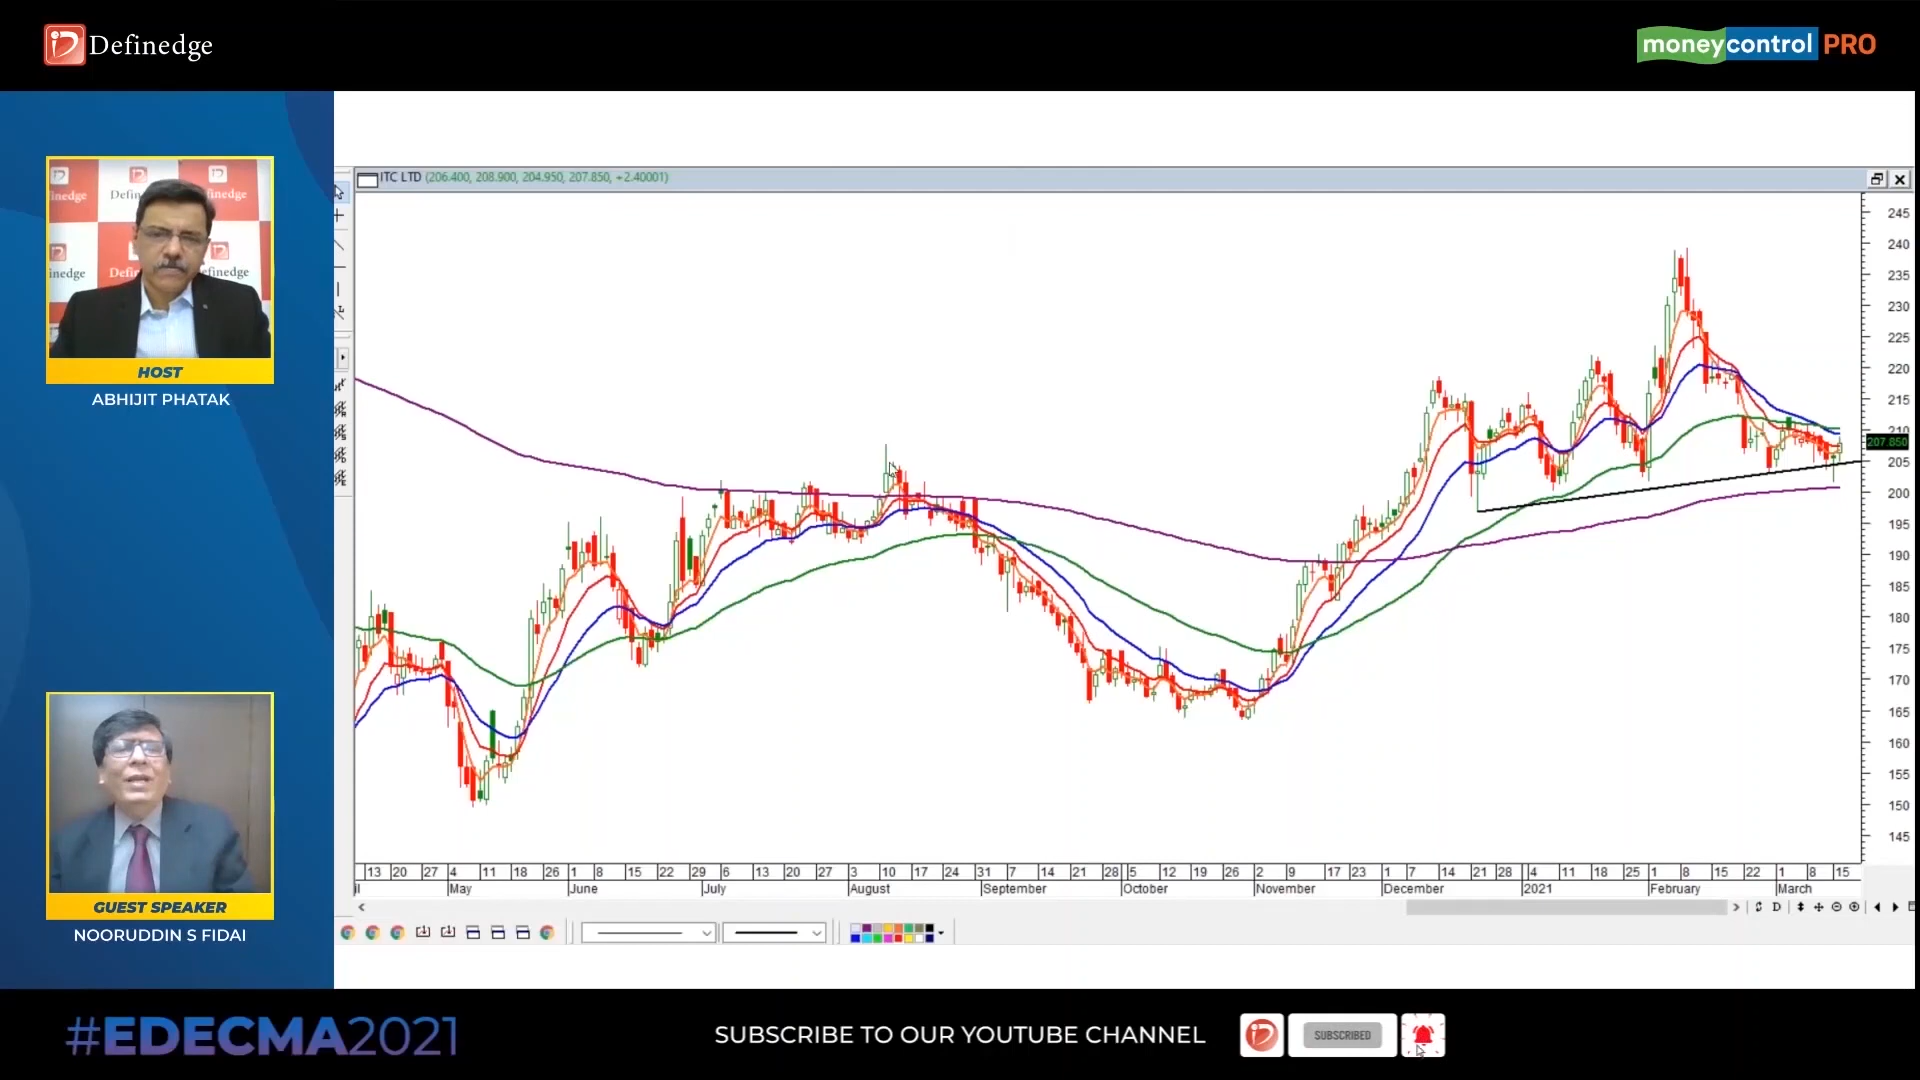 Definedge
moneycontrol PRO
ITC LTD (206.400, 208.900, 204.950, 207.850, +2.40001)
HOST
ABHIJIT PHATAK
GUEST SPEAKER
NOORUDDIN S FIDAI
245
240
235
230
225
220
215
210
207.850
205
200
195
190
185
180
175
170
165
160
155
150
145
13 20 27 4 11 18 26 1 8 15 22 29 6 13 20 27 3 10 17 24 31 7 14 21 28 5 12 19 26 2 9 17 23 1 7 14 21 28 4 11 18 25 1 8 15 22 1 8 15
May June July August September October November December 2021 February March
D
#EDECMA2021
SUBSCRIBE TO OUR YOUTUBE CHANNEL
SUBSCRIBED